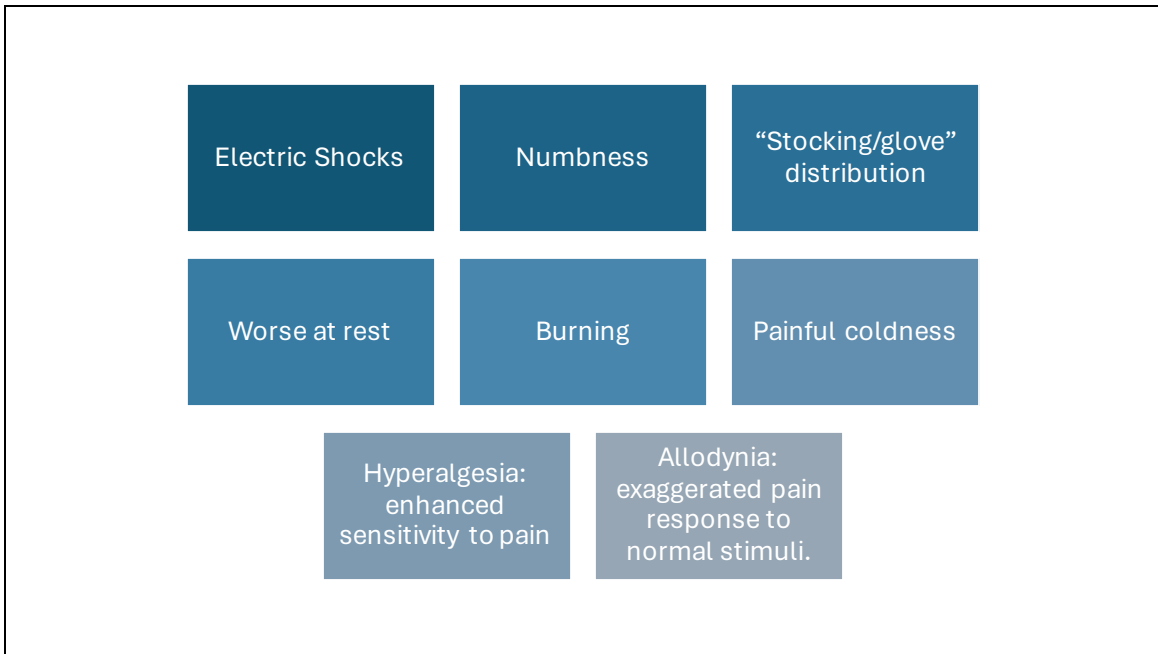 Electric Shocks
Numbness
“Stocking/glove”
distribution
Worse at rest
Burning
Painful coldness
Hyperalgesia:
enhanced
sensitivity to pain
Allodynia:
exaggerated pain
response to
normal stimuli.